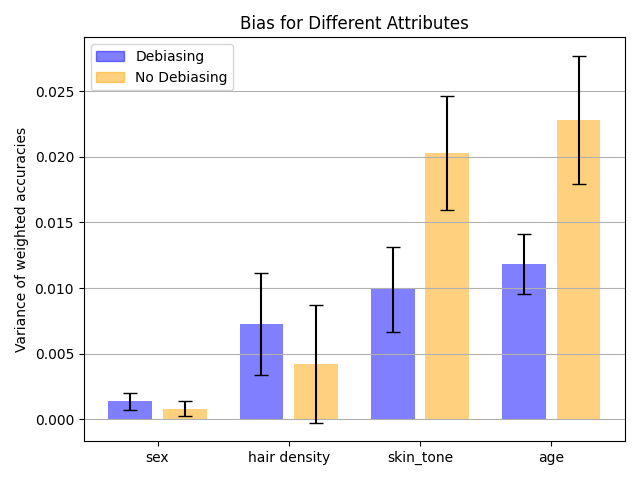 Bias for Different Attributes
Debiasing
No Debiasing
Variance of weighted accuracies
0.025
0.020
0.015
0.010
0.005
0.000
sex
hair density
skin_tone
age